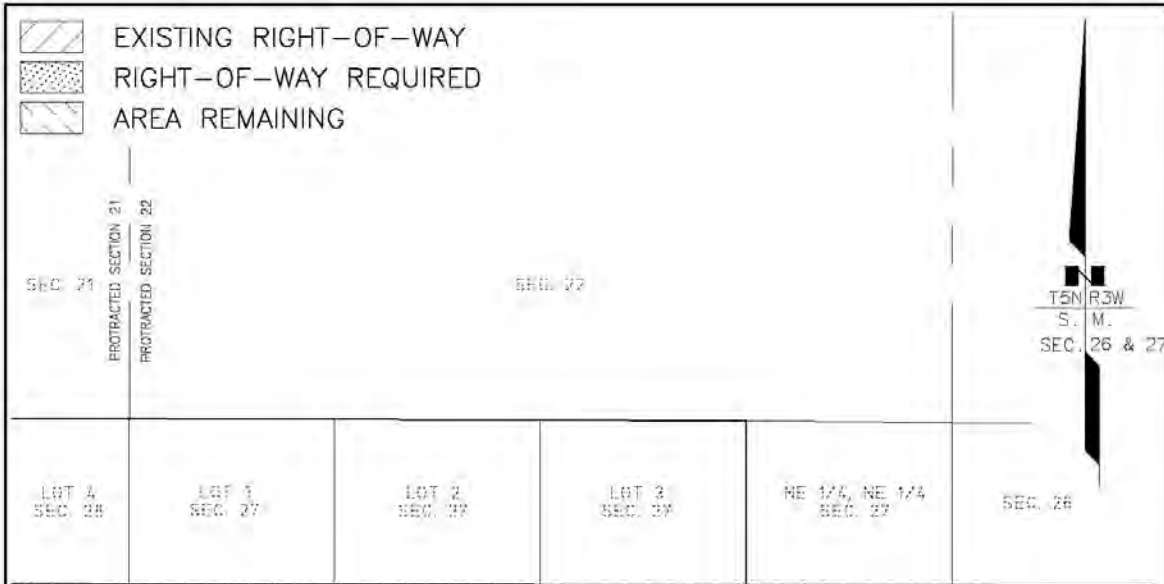 EXISTING RIGHT-OF-WAY
RIGHT-OF-WAY REQUIRED
AREA REMAINING
PROTRACTED SECTION 21
PROTRACTED SECTION 22
SEC. 21
SEC. 22
N
T5N R3W
S. M.
SEC. 26 & 27
LOT 4
SEC. 28
LOT 1
SEC. 27
LOT 2
SEC. 27
LOT 3
SEC. 27
NE 1/4, NE 1/4
SEC. 27
SEC. 26